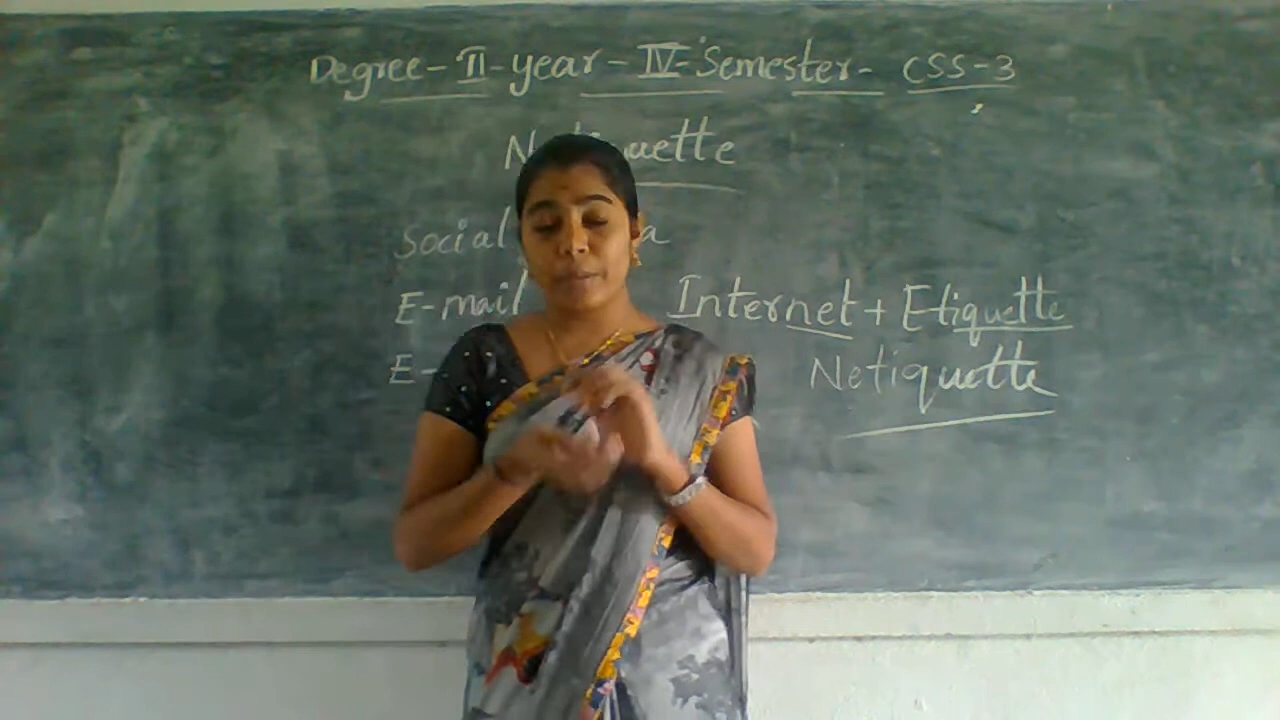 Degree - II - year - IV - Semester - CSS-3
Social
E-mail Internet + Etiquette
E- Netiquette